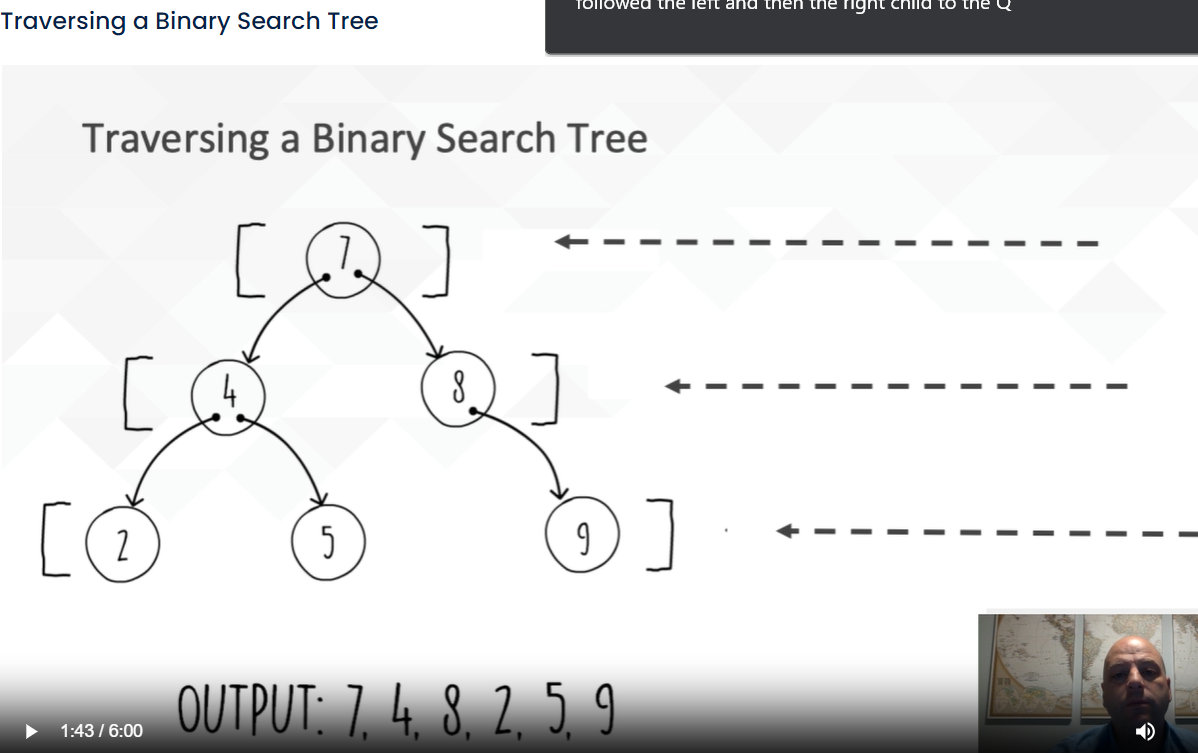 Traversing a Binary Search Tree
followed the left and then the right child to the Q
Traversing a Binary Search Tree
[ 7 ]
[ 4 8 ]
[ 2 5 9 ]
OUTPUT: 7, 4, 8, 2, 5, 9
1:43 / 6:00